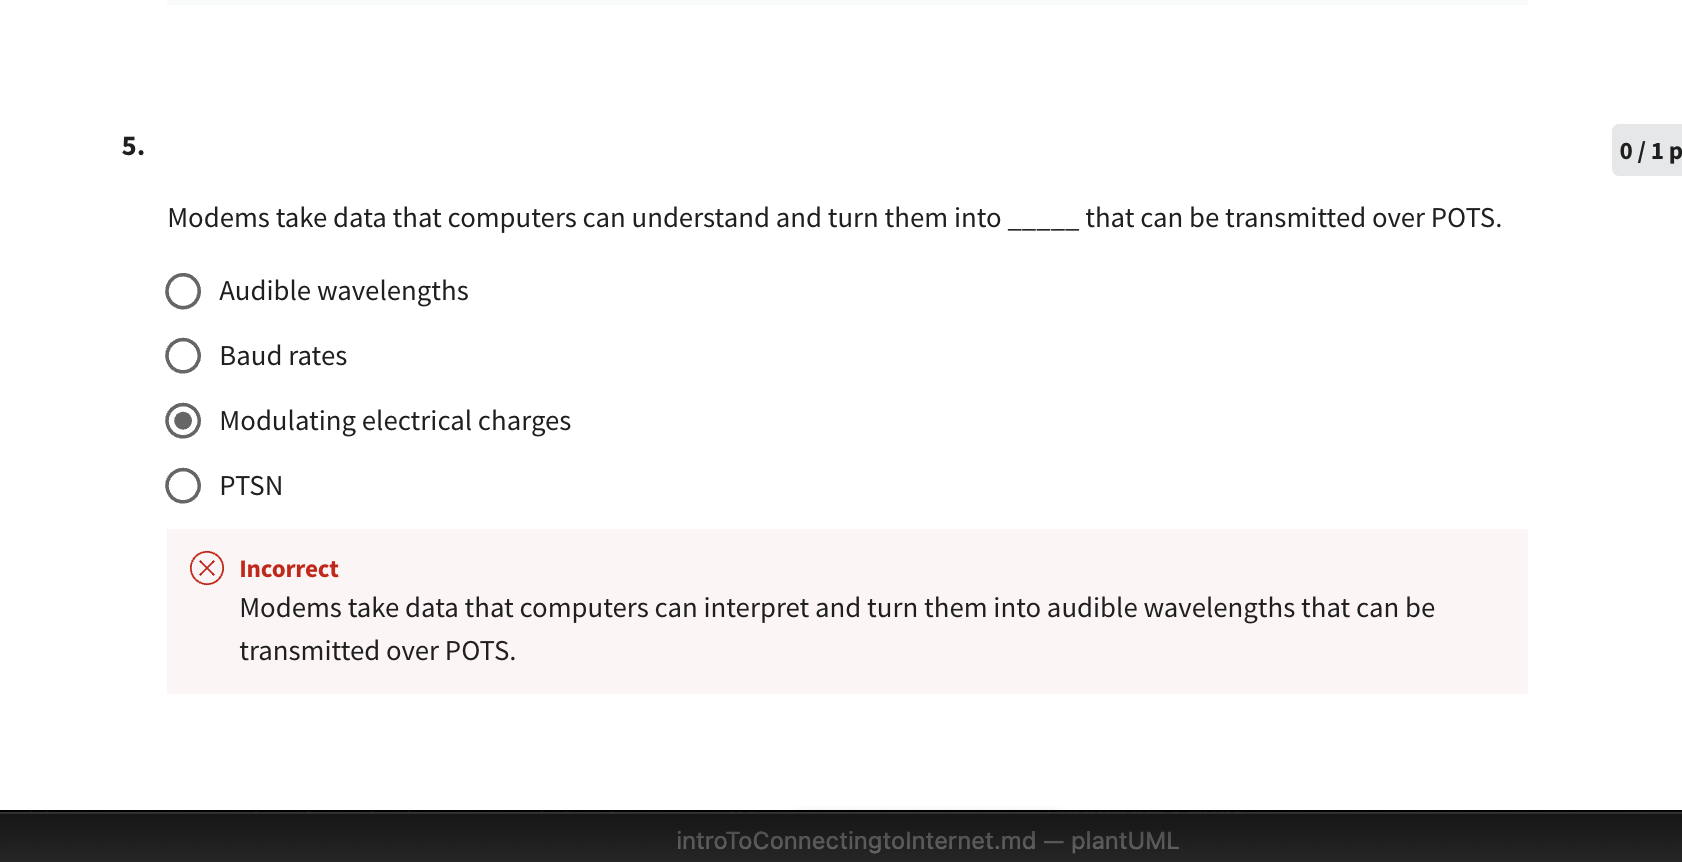 5.
0 / 1 p
Modems take data that computers can understand and turn them into _____ that can be transmitted over POTS.
Audible wavelengths
Baud rates
Modulating electrical charges
PTSN
Incorrect
Modems take data that computers can interpret and turn them into audible wavelengths that can be
transmitted over POTS.
introToConnectingtoInternet.md — plantUML